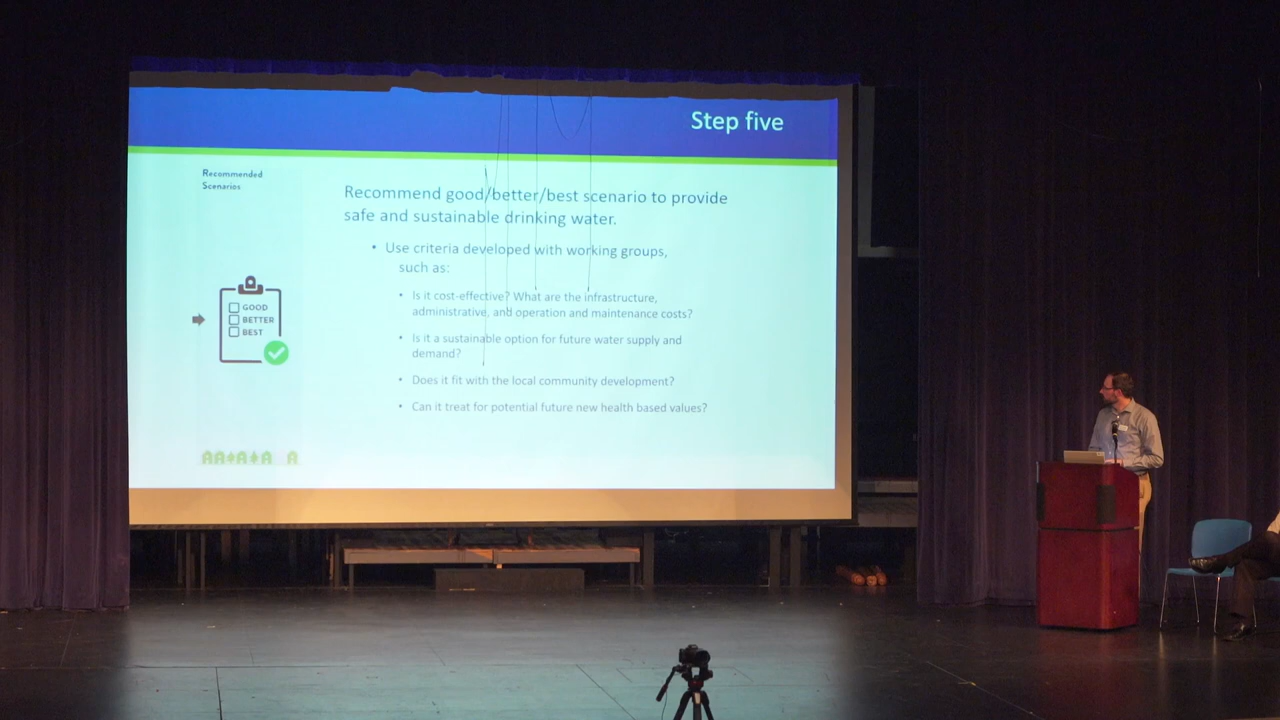 Step five
Recommended
Scenarios
Recommend good/better/best scenario to provide
safe and sustainable drinking water.
• Use criteria developed with working groups,
such as:
• Is it cost-effective? What are the infrastructure,
administrative, and operation and maintenance costs?
• Is it a sustainable option for future water supply and
demand?
• Does it fit with the local community development?
• Can it treat for potential future new health based values?
GOOD
BETTER
BEST